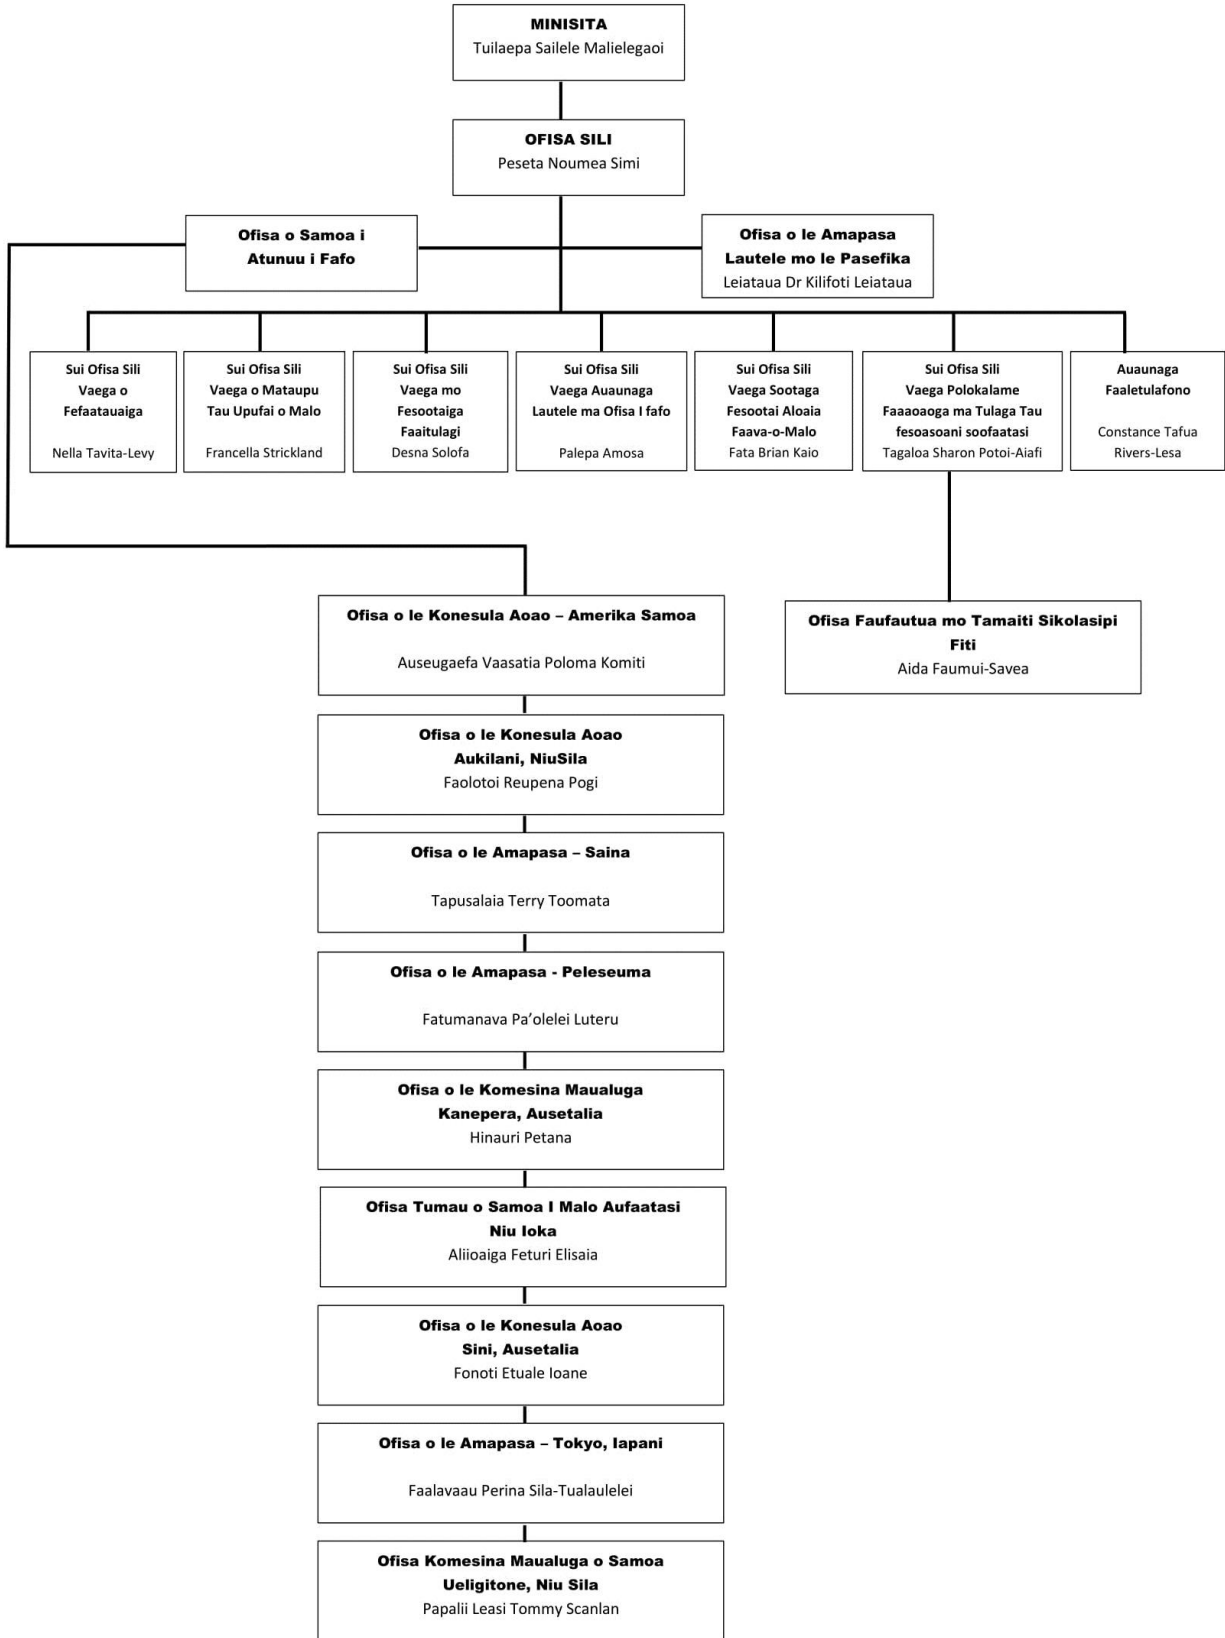 MINISITA
Tuilaepa Sailele Malielegaoi
OFISA SILI
Peseta Noumea Simi
Ofisa o Samoa i
Atunuu i Fafo
Ofisa o le Amapasa
Lautele mo le Pasefika
Leiataua Dr Kilifoti Leiataua
Sui Ofisa Sili
Vaega o
Fefaatauaiga
Nella Tavita-Levy
Sui Ofisa Sili
Vaega o Mataupu
Tau Upufai o Malo
Francella Strickland
Sui Ofisa Sili
Vaega mo
Fesootaiga
Faaitulagi
Desna Solofa
Sui Ofisa Sili
Vaega Auaunaga
Lautele ma Ofisa I fafo
Palepa Amosa
Sui Ofisa Sili
Vaega Sootaga
Fesootai Aloaia
Faava-o-Malo
Fata Brian Kaio
Sui Ofisa Sili
Vaega Polokalame
Faaaoaoga ma Tulaga Tau
fesoasoani soofaatasi
Tagaloa Sharon Potoi-Aiafi
Auaunaga
Faaletulafono
Constance Tafua
Rivers-Lesa
Ofisa o le Konesula Aoao – Amerika Samoa
Auseugaefa Vaasatia Poloma Komiti
Ofisa Faufautua mo Tamaiti Sikolasipi
Fiti
Aida Faumui-Savea
Ofisa o le Konesula Aoao
Aukilani, NiuSila
Faolotoi Reupena Pogi
Ofisa o le Amapasa – Saina
Tapusalaia Terry Toomata
Ofisa o le Amapasa - Peleseuma
Fatumanava Pa’olelei Luteru
Ofisa o le Komesina Maualuga
Kanepera, Ausetalia
Hinauri Petana
Ofisa Tumau o Samoa I Malo Aufaatasi
Niu Ioka
Aliioaiga Feturi Elisaia
Ofisa o le Konesula Aoao
Sini, Ausetalia
Fonoti Etuale Ioane
Ofisa o le Amapasa – Tokyo, Iapani
Faalavaau Perina Sila-Tualaulelei
Ofisa Komesina Maualuga o Samoa
Ueligitone, Niu Sila
Papalii Leasi Tommy Scanlan